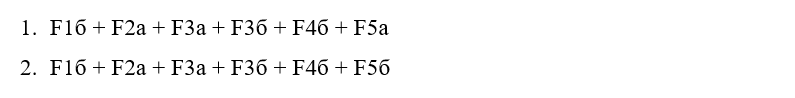 1. F1б + F2а + F3а + F3б + F4б + F5а
2. F1б + F2а + F3а + F3б + F4б + F5б